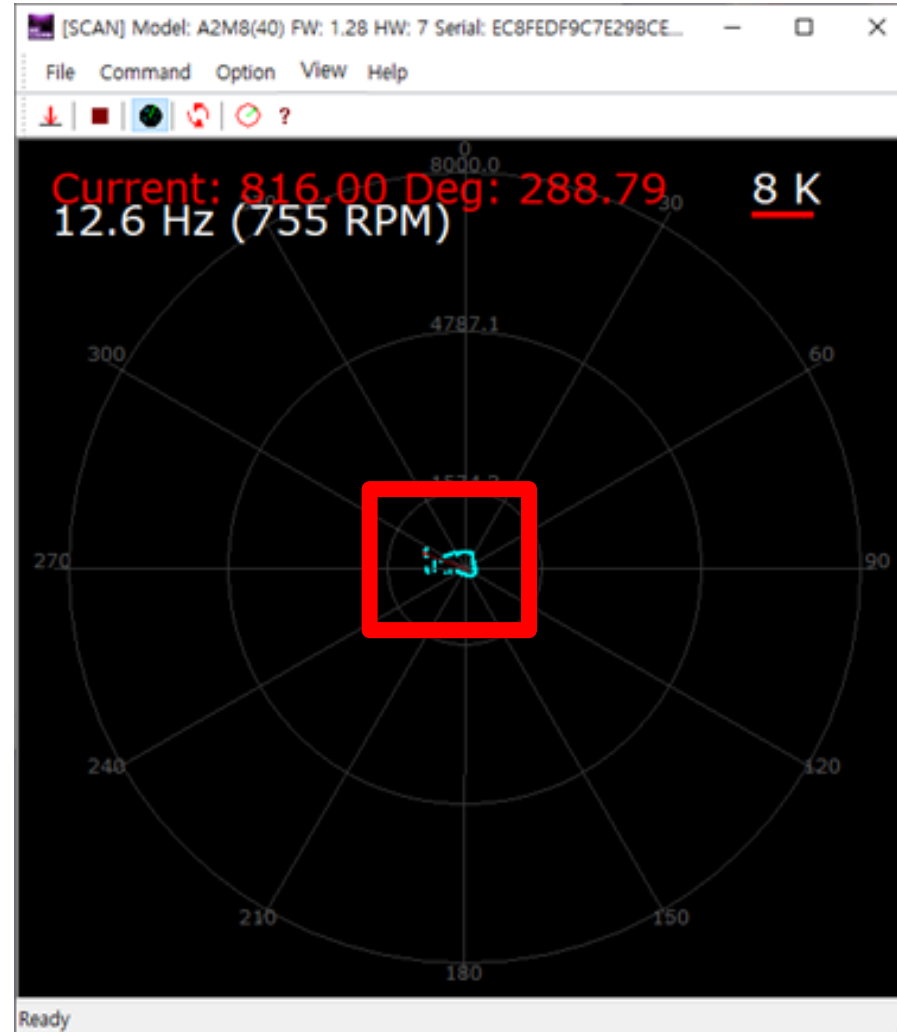 [SCAN] Model: A2M8(40) FW: 1.28 HW: 7 Serial: EC8FEDF9C7E298CE...
File Command Option View Help
?
0
8000.0
Current: 816.00 Deg: 288.79
30
8 K
12.6 Hz (755 RPM)
4787.1
300
60
270
90
240
120
210
150
180
Ready